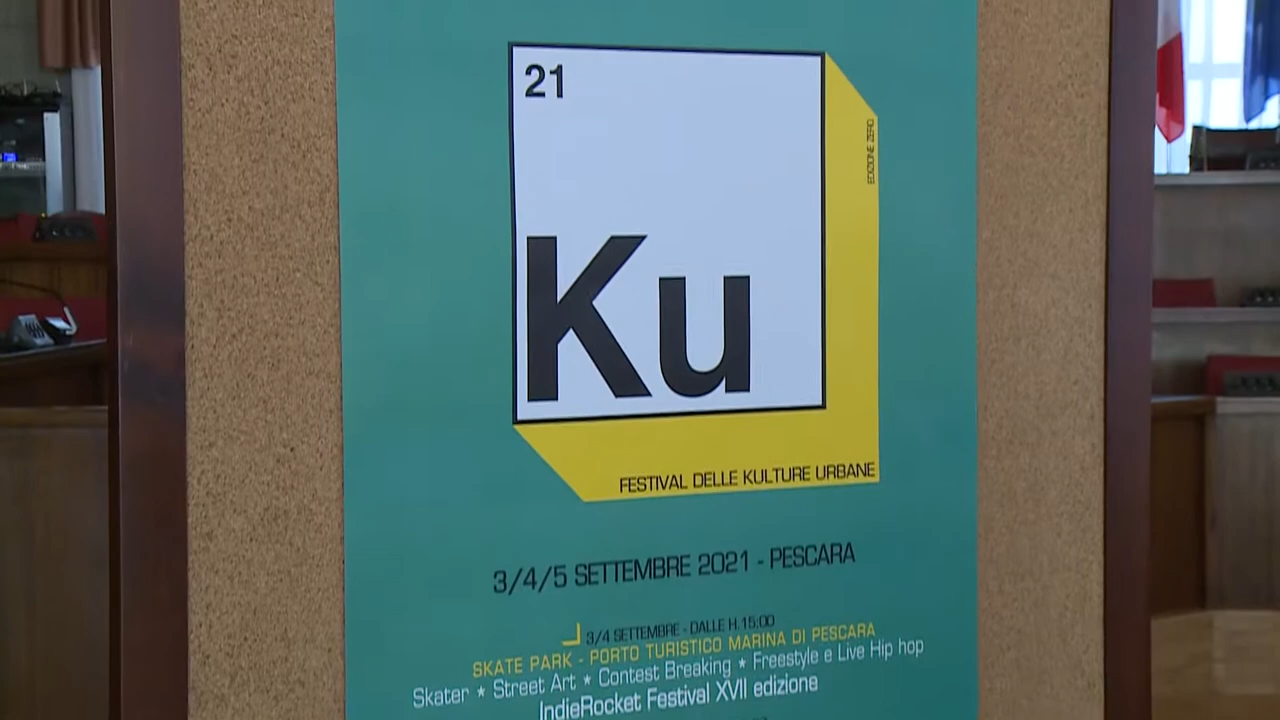 21
Ku
EDIZIONE ZERO
FESTIVAL DELLE KULTURE URBANE
3/4/5 SETTEMBRE 2021 - PESCARA
3/4 SETTEMBRE - DALLE H.15:00
SKATE PARK - PORTO TURISTICO MARINA DI PESCARA
Skater ★ Street Art ★ Contest Breaking ★ Freestyle e Live Hip hop
IndieRocket Festival XVII edizione